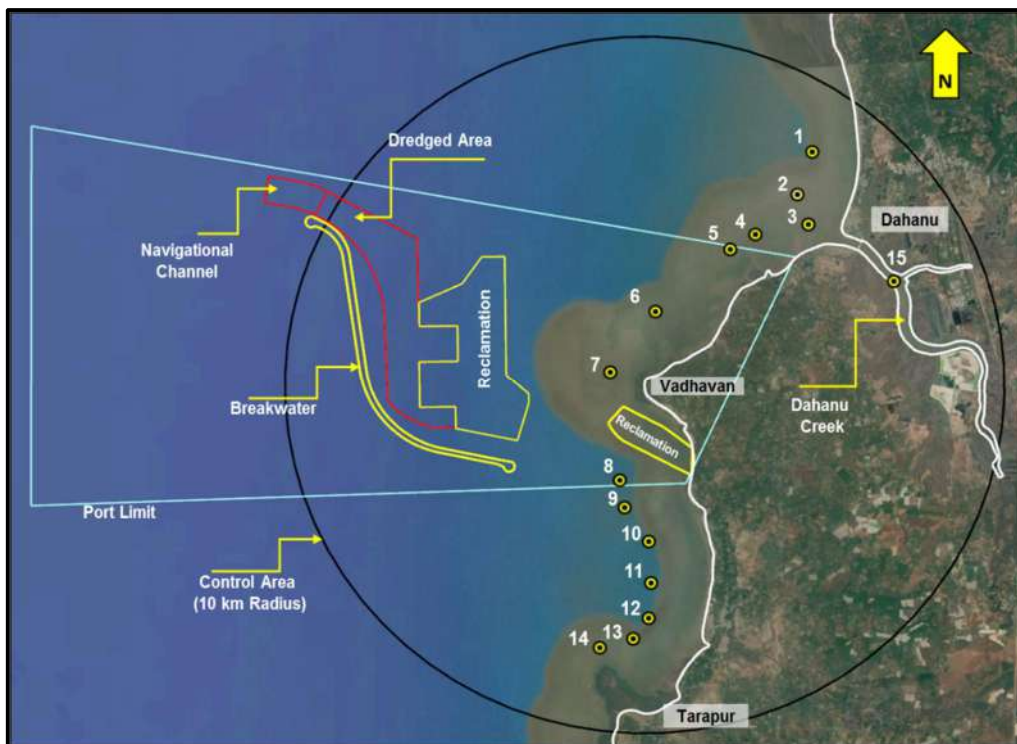 N
1
Dredged Area
2
3
4
Dahanu
5
Navigational
Channel
15
6
Reclamation
7
Vadhavan
Breakwater
Dahanu
Creek
Reclamation
8
9
Port Limit
10
11
Control Area
(10 km Radius)
12
13
14
Tarapur